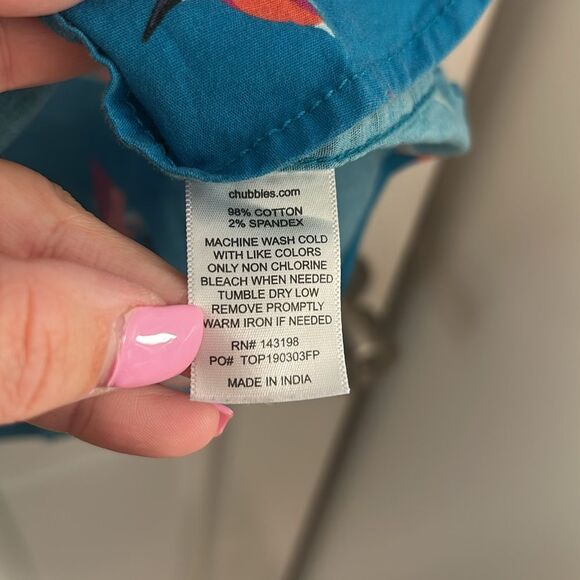 chubbles.com
98% COTTON
2% SPANDEX
MACHINE WASH COLD
WITH LIKE COLORS
ONLY NON CHLORINE
BLEACH WHEN NEEDED
TUMBLE DRY LOW
REMOVE PROMPTLY
WARM IRON IF NEEDED
RN# 143198
PO# TOP190303FP
MADE IN INDIA